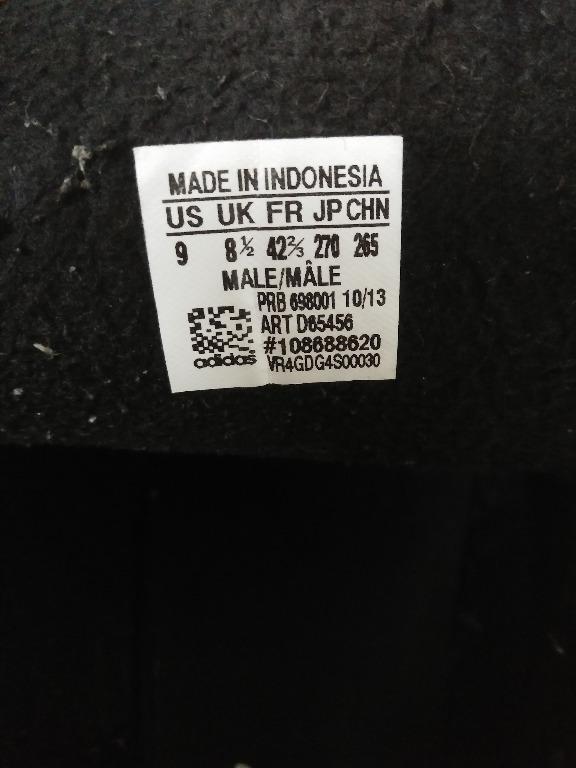 MADE IN INDONESIA
US UK FR JP CHN
9 8½ 42⅔ 270 265
MALE/MÂLE
PRB 698001 10/13
ART D65456
#108688620
adidas VR4GDG4S00030